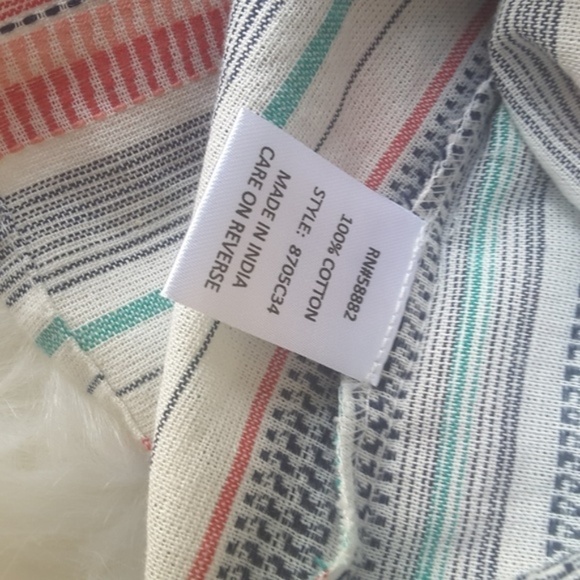 RN#58882
100% COTTON
STYLE: 8705C34
MADE IN INDIA
CARE ON REVERSE